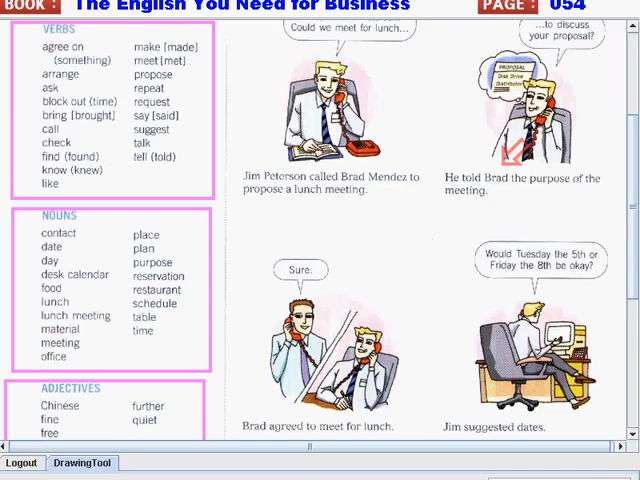 BOOK : The English You Need for Business PAGE : 054
VERBS
agree on
(something)
arrange
ask
block out (time)
bring [brought]
call
check
find (found)
know (knew)
like
make [made]
meet [met]
propose
repeat
request
say [said]
suggest
talk
tell (told)
NOUNS
contact
date
day
desk calendar
food
lunch
lunch meeting
material
meeting
office
place
plan
purpose
reservation
restaurant
schedule
table
time
ADJECTIVES
Chinese
fine
free
further
quiet
Could we meet for lunch...
Jim Peterson called Brad Mendez to
propose a lunch meeting.
...to discuss
your proposal?
PROPOSAL
Disk Drive
Distributor
He told Brad the purpose of the
meeting.
Sure.
Brad agreed to meet for lunch.
Would Tuesday the 5th or
Friday the 8th be okay?
Jim suggested dates.
Logout
DrawingTool